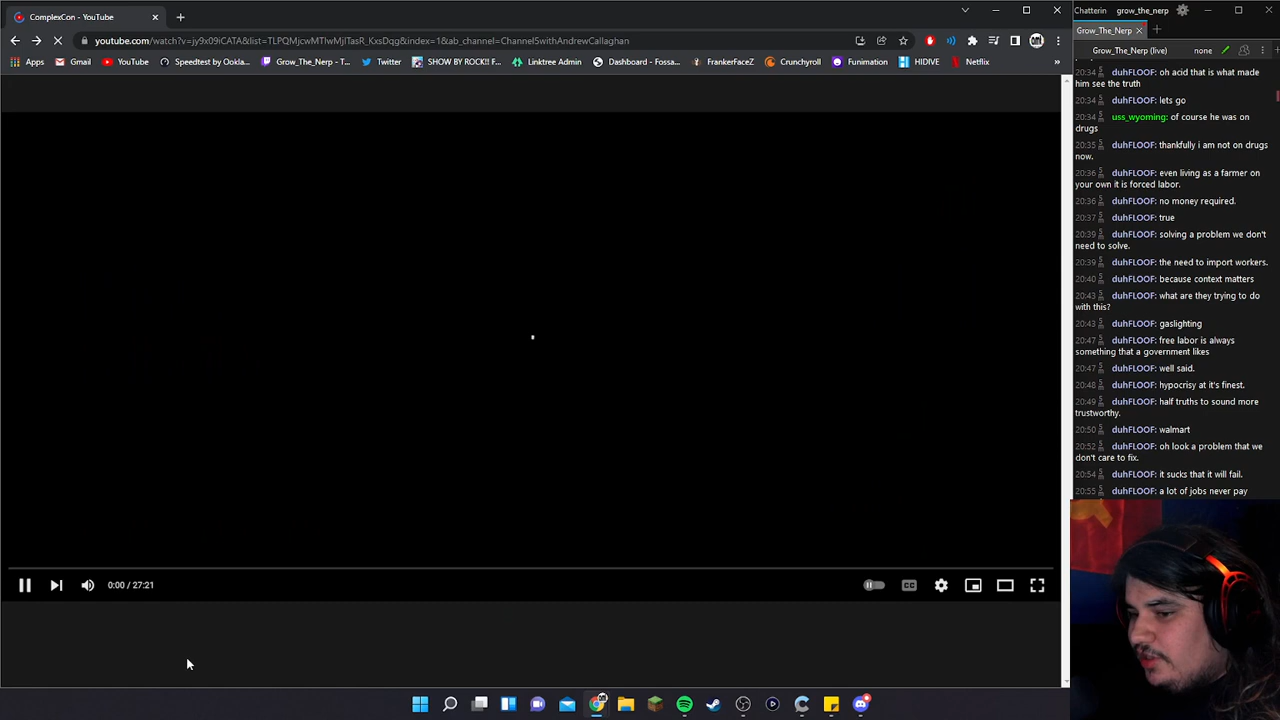 ComplexCon - YouTube
youtube.com/watch?v=jy9x09iCATA&list=TLPQMjcwMTIwMjITasR_KxsDqg&index=1&ab_channel=Channel5withAndrewCallaghan
Apps Gmail YouTube Speedtest by Ookla... Grow_The_Nerp - T... Twitter SHOW BY ROCK!! F... Linktree Admin Dashboard - Fossa... FrankerFaceZ Crunchyroll Funimation HIDIVE Netflix »
0:00 / 27:21
Chatterin grow_the_nerp
Grow_The_Nerp
Grow_The_Nerp (live) none
20:34 duhFLOOF: oh acid that is what made
him see the truth
20:34 duhFLOOF: lets go
20:34 uss_wyoming: of course he was on
drugs
20:35 duhFLOOF: thankfully i am not on drugs
now.
20:36 duhFLOOF: even living as a farmer on
your own it is forced labor.
20:36 duhFLOOF: no money required.
20:37 duhFLOOF: true
20:39 duhFLOOF: solving a problem we don't
need to solve.
20:39 duhFLOOF: the need to import workers.
20:40 duhFLOOF: because context matters
20:43 duhFLOOF: what are they trying to do
with this?
20:43 duhFLOOF: gaslighting
20:47 duhFLOOF: free labor is always
something that a government likes
20:47 duhFLOOF: well said.
20:48 duhFLOOF: hypocrisy at it's finest.
20:49 duhFLOOF: half truths to sound more
trustworthy.
20:50 duhFLOOF: walmart
20:52 duhFLOOF: oh look a problem that we
don't care to fix.
20:54 duhFLOOF: it sucks that it will fail.
20:55 duhFLOOF: a lot of jobs never pay